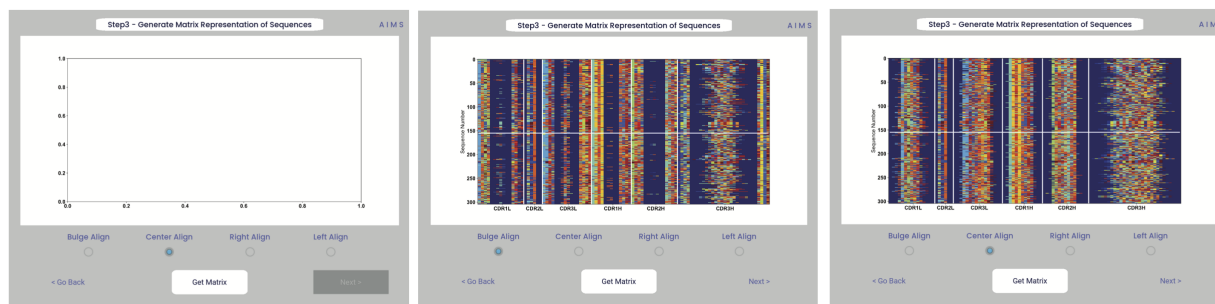 Step3 - Generate Matrix Representation of Sequences
A I M S
1.0
0.8
0.6
0.4
0.2
0.0
0.0 0.2 0.4 0.6 0.8 1.0
Bulge Align Center Align Right Align Left Align
< Go Back Get Matrix Next >
Step3 - Generate Matrix Representation of Sequences
A I M S
0
50
100
150
200
250
300
Sequence Number
CDR1L CDR2L CDR3L CDR1H CDR2H CDR3H
Bulge Align Center Align Right Align Left Align
< Go Back Get Matrix Next >
Step3 - Generate Matrix Representation of Sequences
A I M S
0
50
100
150
200
250
300
Sequence Number
CDR1L CDR2L CDR3L CDR1H CDR2H CDR3H
Bulge Align Center Align Right Align Left Align
< Go Back Get Matrix Next >